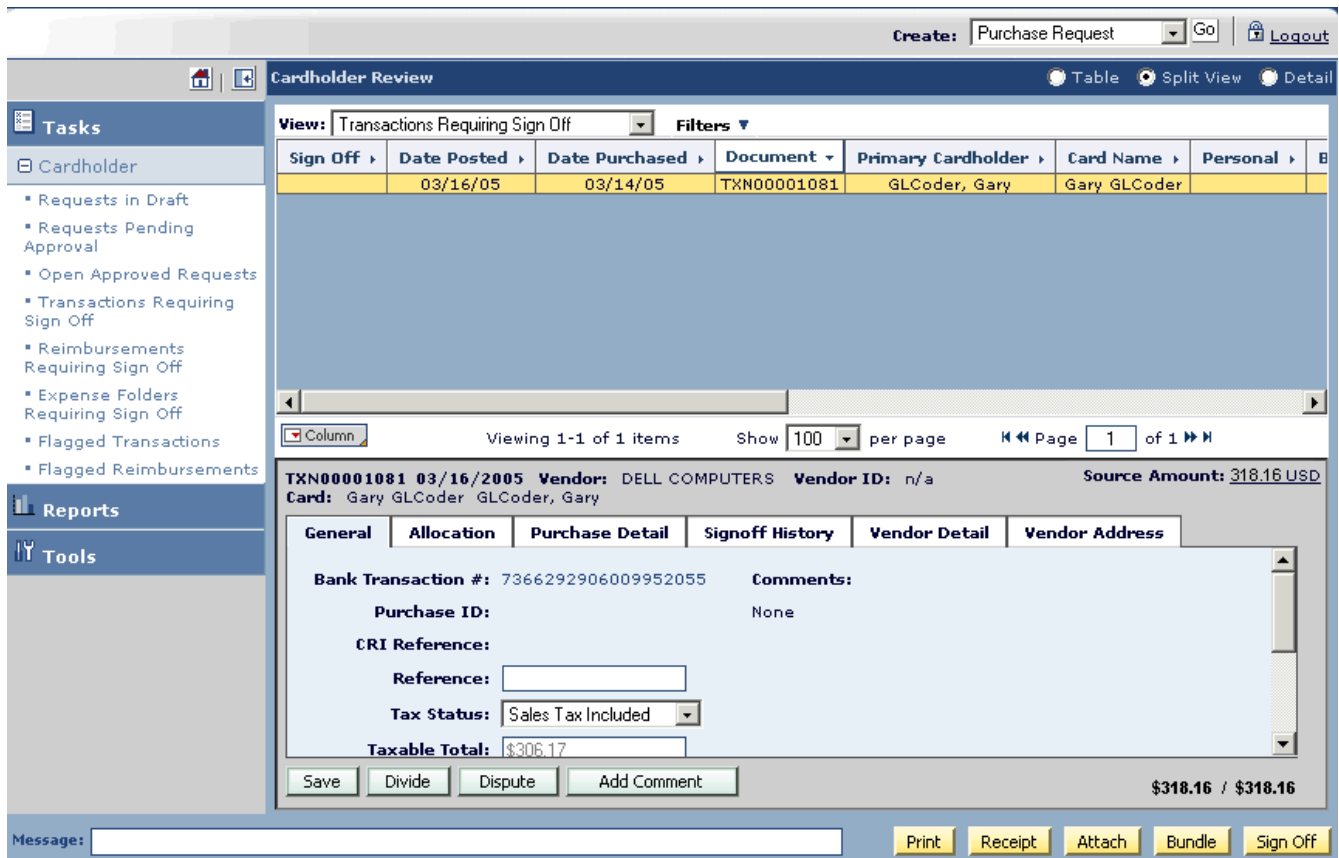 Create: Purchase Request Go Logout
Cardholder Review Table Split View Detail
Tasks
Cardholder
Requests in Draft
Requests Pending
Approval
Open Approved Requests
Transactions Requiring
Sign Off
Reimbursements
Requiring Sign Off
Expense Folders
Requiring Sign Off
Flagged Transactions
Flagged Reimbursements
Reports
Tools
View: Transactions Requiring Sign Off Filters
Sign Off Date Posted Date Purchased Document Primary Cardholder Card Name Personal B
03/16/05 03/14/05 TXN00001081 GLCoder, Gary Gary GLCoder
Column Viewing 1-1 of 1 items Show 100 per page Page 1 of 1
TXN00001081 03/16/2005 Vendor: DELL COMPUTERS Vendor ID: n/a Source Amount: 318.16 USD
Card: Gary GLCoder GLCoder, Gary
General Allocation Purchase Detail Signoff History Vendor Detail Vendor Address
Bank Transaction #: 7366292906009952055 Comments:
Purchase ID: None
CRI Reference:
Reference:
Tax Status: Sales Tax Included
Taxable Total: $306.17
Save Divide Dispute Add Comment $318.16 / $318.16
Message: Print Receipt Attach Bundle Sign Off